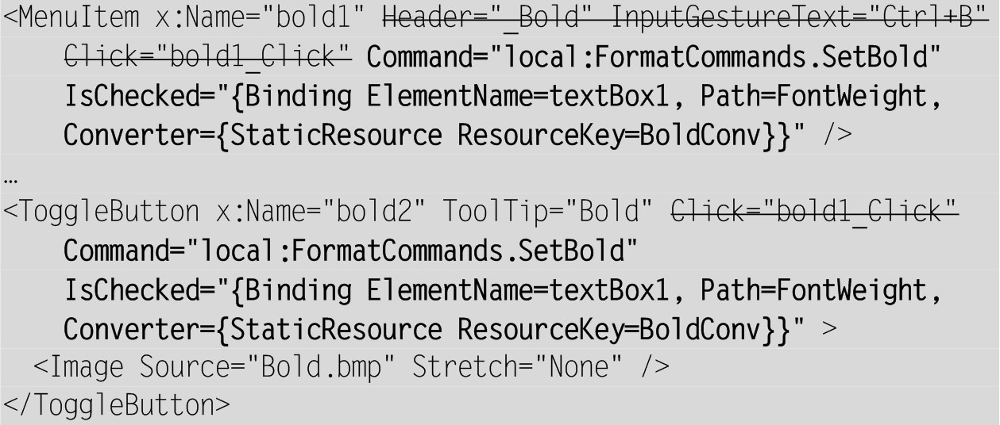 <MenuItem x:Name="bold1" Header="_Bold" InputGestureText="Ctrl+B"
Click="bold1_Click" Command="local:FormatCommands.SetBold"
IsChecked="{Binding ElementName=textBox1, Path=FontWeight,
Converter={StaticResource ResourceKey=BoldConv}}" />
…
<ToggleButton x:Name="bold2" ToolTip="Bold" Click="bold1_Click"
Command="local:FormatCommands.SetBold"
IsChecked="{Binding ElementName=textBox1, Path=FontWeight,
Converter={StaticResource ResourceKey=BoldConv}}" >
<Image Source="Bold.bmp" Stretch="None" />
</ToggleButton>